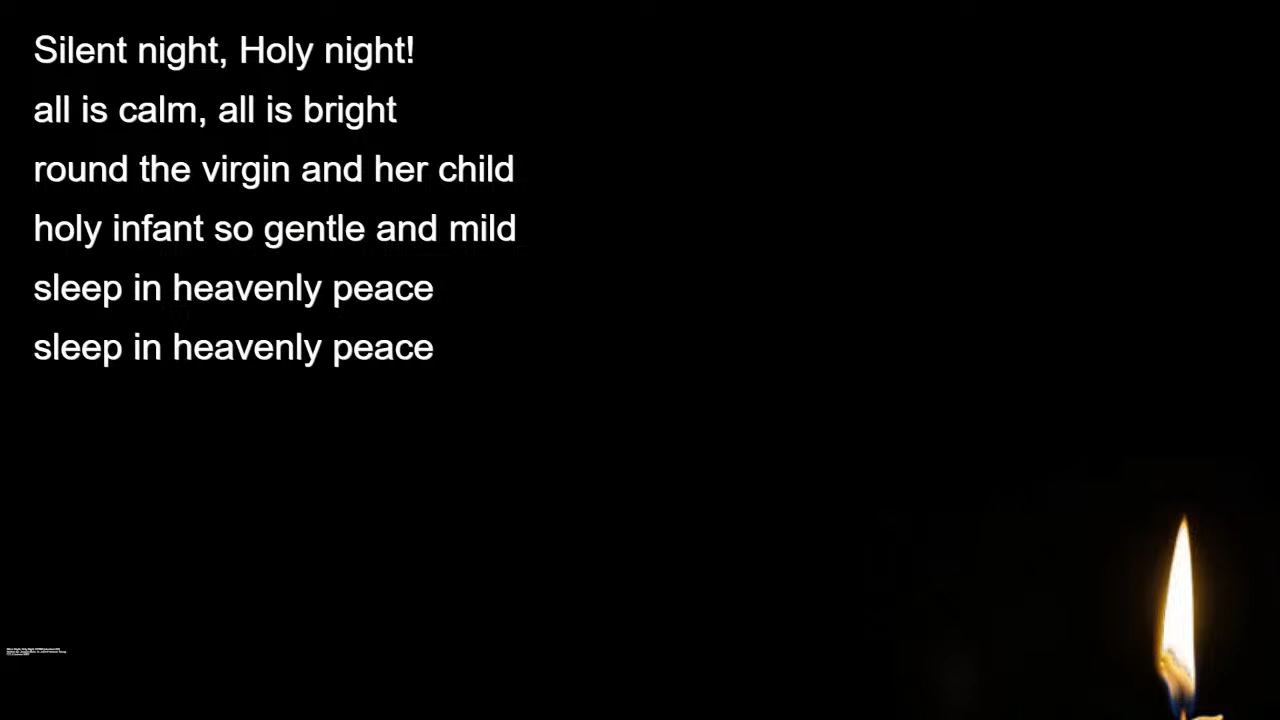 Silent night, Holy night!
all is calm, all is bright
round the virgin and her child
holy infant so gentle and mild
sleep in heavenly peace
sleep in heavenly peace